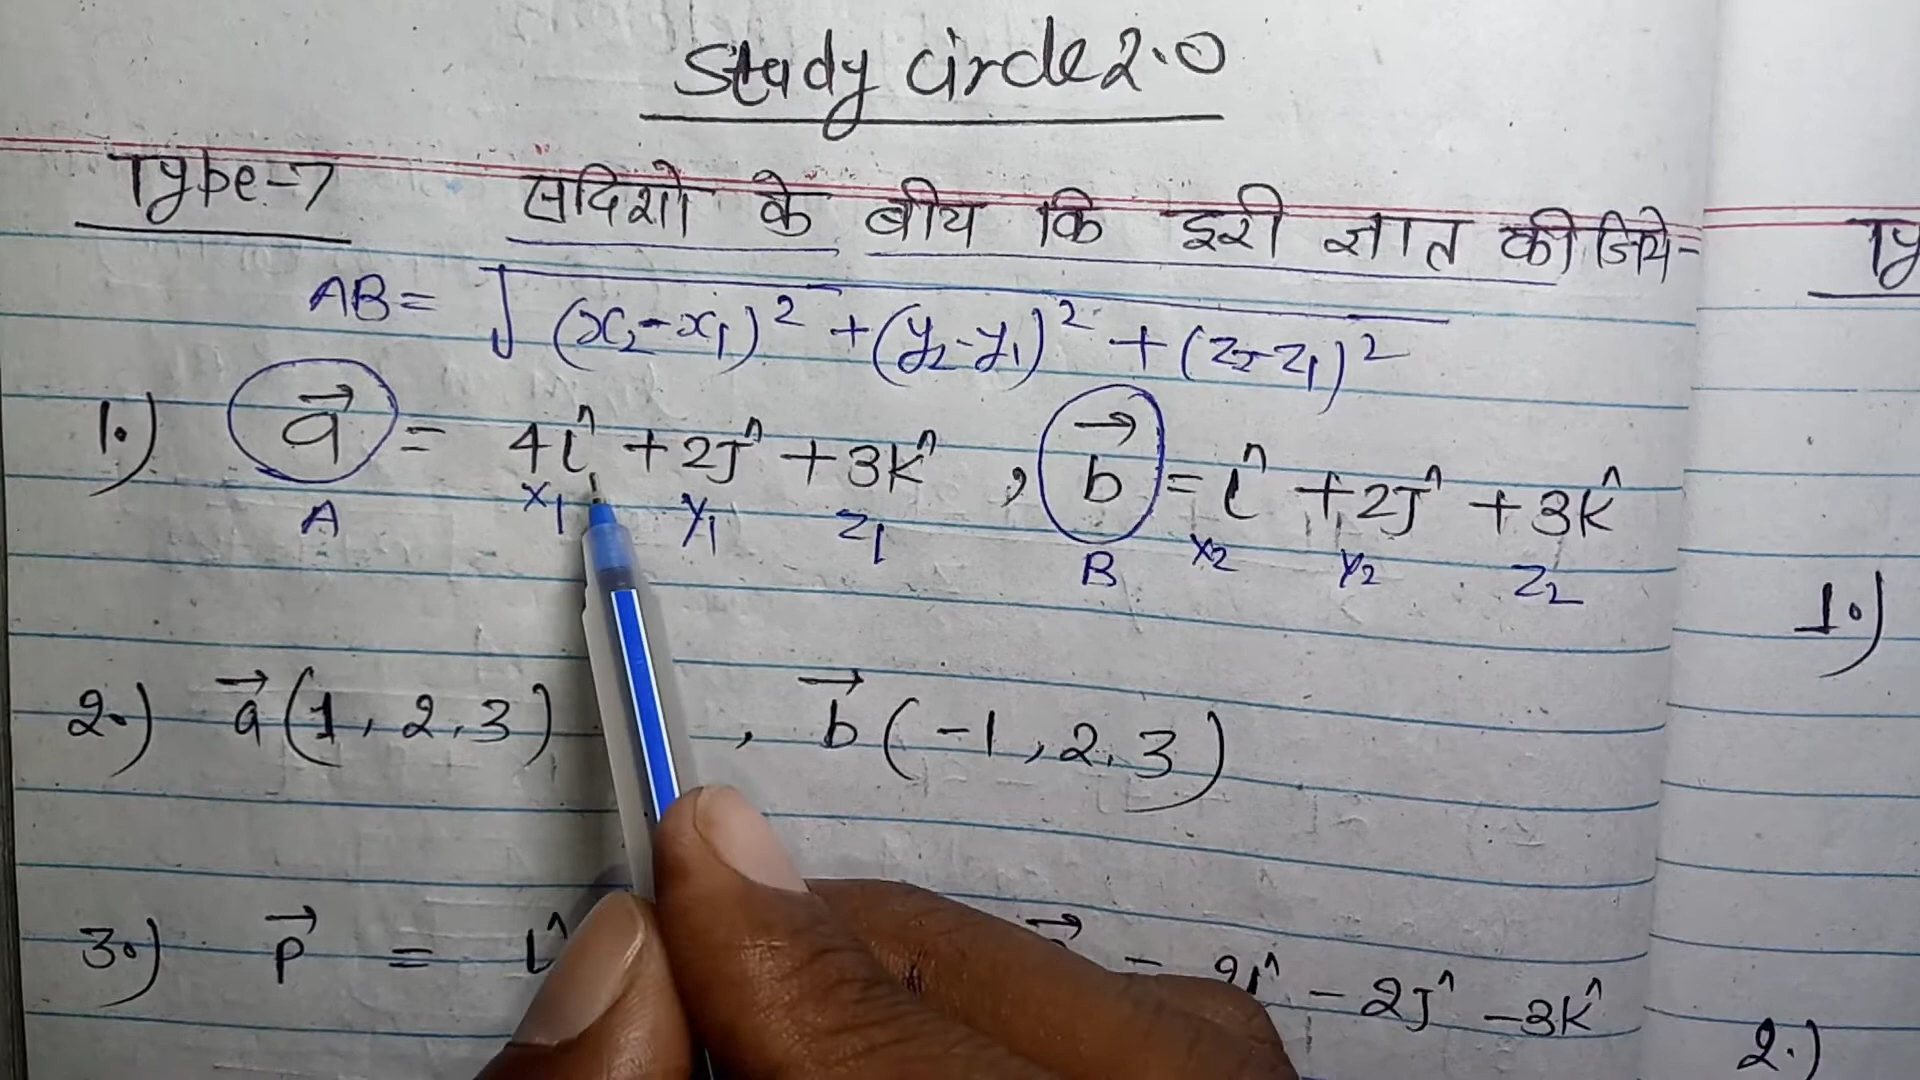 Study Circle 2.0
Type-7 सदिशो के बीच कि दूरी ज्ञात कीजिये-
AB = √(x₂-x₁)² + (y₂-y₁)² + (z₂-z₁)²
1.) a⃗ = 4î + 2ĵ + 3k̂ , b⃗ = î + 2ĵ + 3k̂
A x₁ y₁ z₁ B x₂ y₂ z₂
2.) a⃗ (1, 2, 3) , b⃗ (-1, 2, 3)
3.) p⃗ = î = 2î - 2ĵ - 3k̂
Ty
1.)
2.)